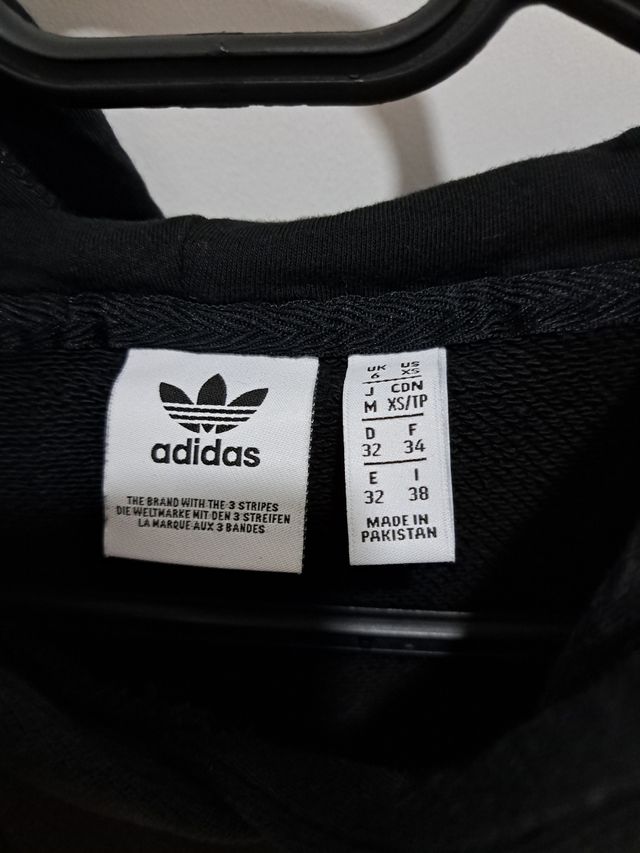 adidas
THE BRAND WITH THE 3 STRIPES
DIE WELTMARKE MIT DEN 3 STREIFEN
LA MARQUE AUX 3 BANDES
UK US
6 XS
J CDN
M XS/TP
D F
32 34
E I
32 38
MADE IN
PAKISTAN